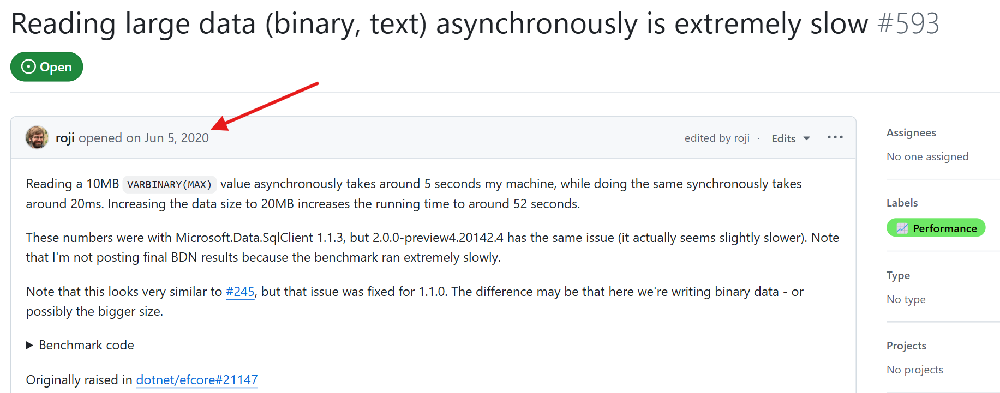 Reading large data (binary, text) asynchronously is extremely slow #593
Open
roji opened on Jun 5, 2020
edited by roji · Edits
Reading a 10MB VARBINARY(MAX) value asynchronously takes around 5 seconds my machine, while doing the same synchronously takes
around 20ms. Increasing the data size to 20MB increases the running time to around 52 seconds.
These numbers were with Microsoft.Data.SqlClient 1.1.3, but 2.0.0-preview4.20142.4 has the same issue (it actually seems slightly slower). Note
that I'm not posting final BDN results because the benchmark ran extremely slowly.
Note that this looks very similar to #245, but that issue was fixed for 1.1.0. The difference may be that here we're writing binary data - or
possibly the bigger size.
Benchmark code
Originally raised in dotnet/efcore#21147
Assignees
No one assigned
Labels
Performance
Type
No type
Projects
No projects